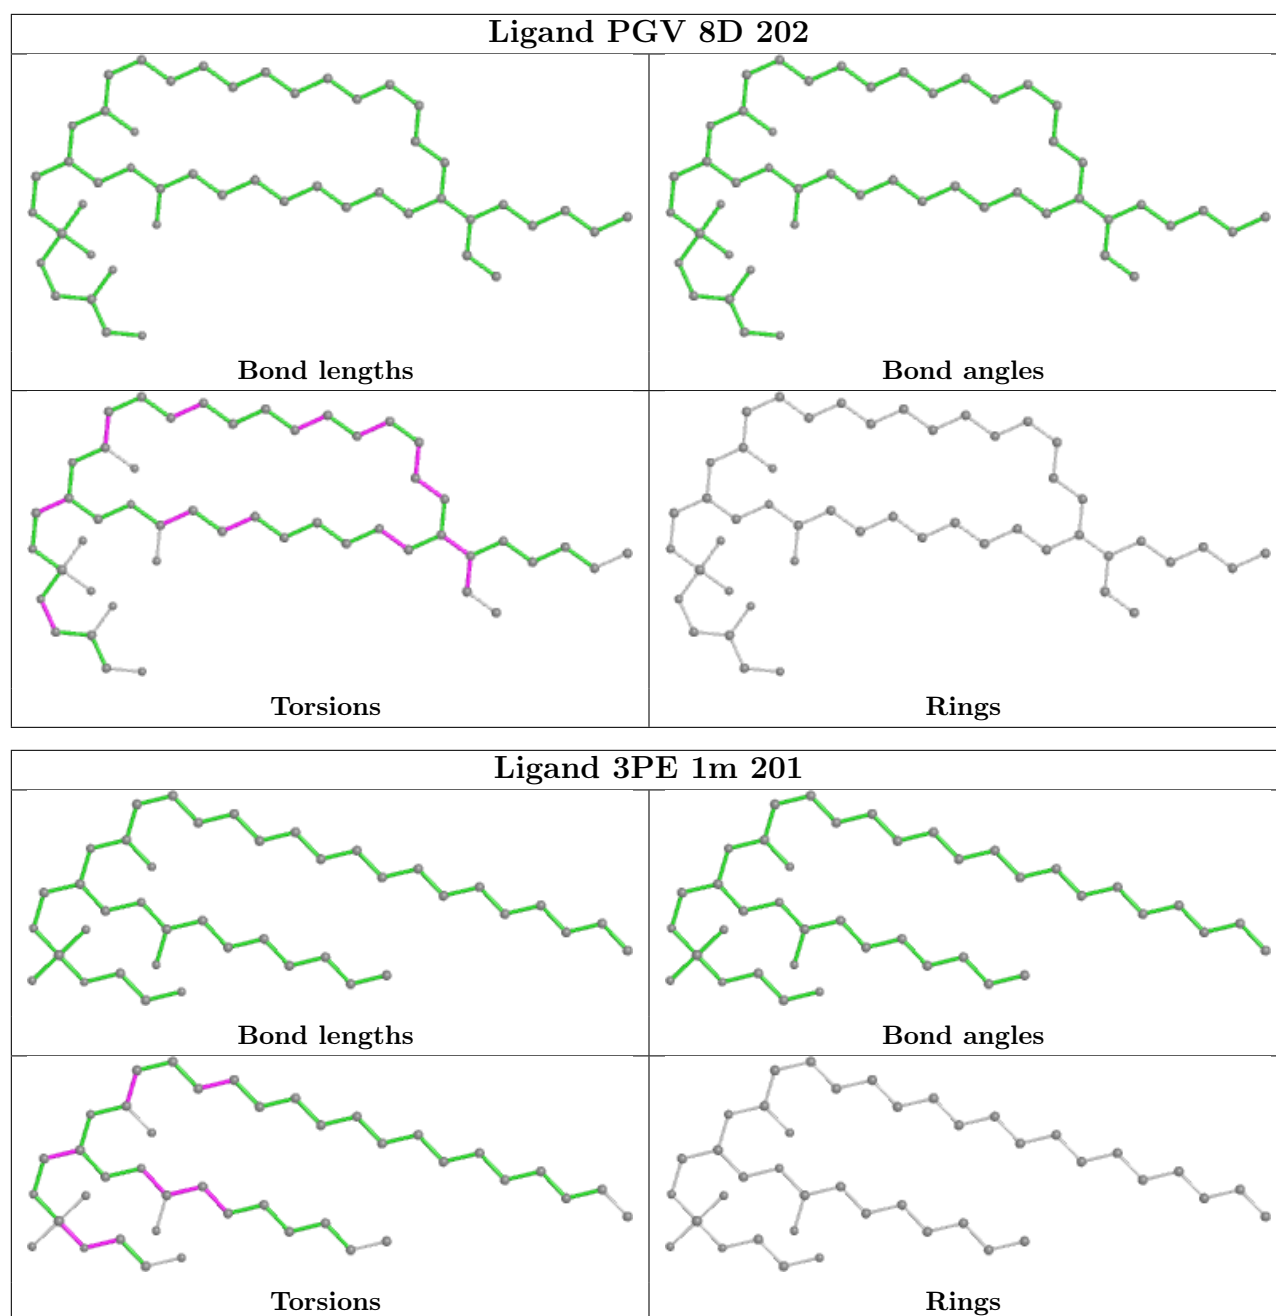 Ligand PGV 8D 202
Bond lengths
Bond angles
Torsions
Rings
Ligand 3PE 1m 201
Bond lengths
Bond angles
Torsions
Rings